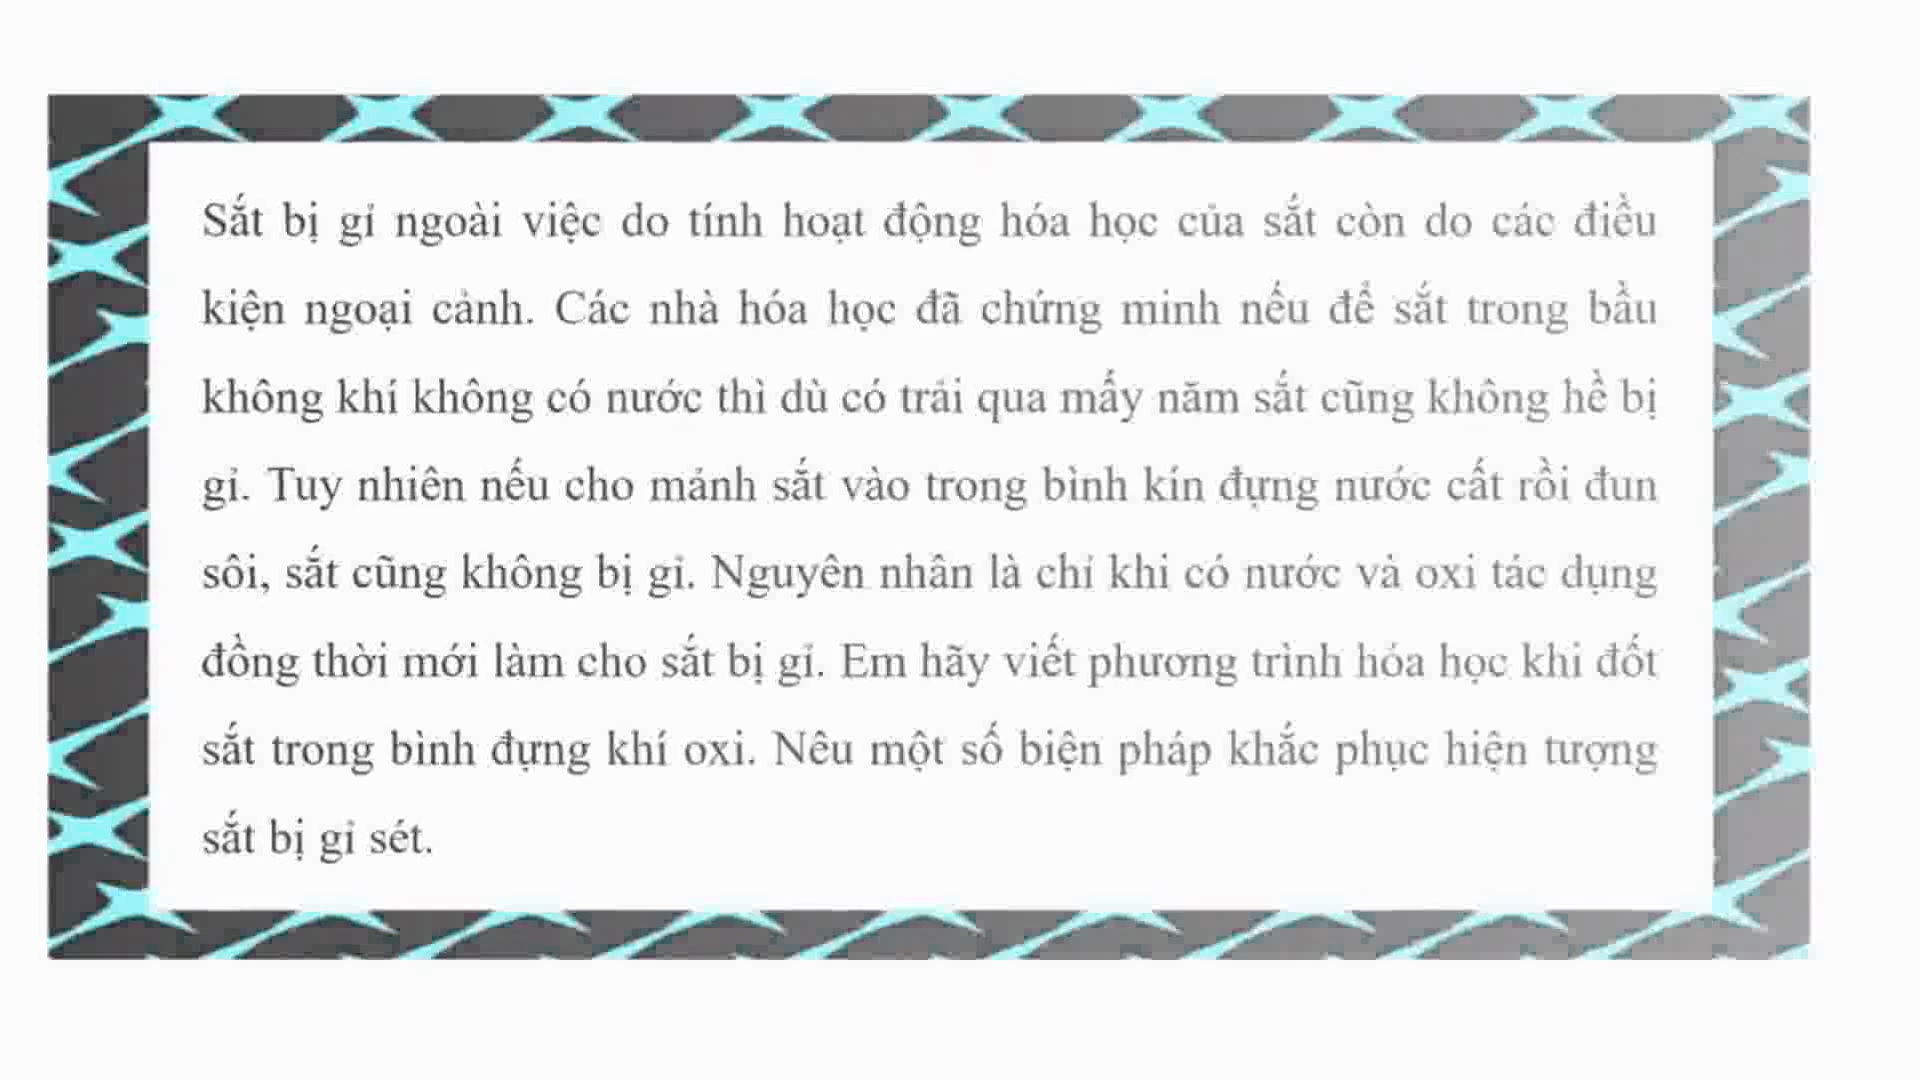 Sắt bị gỉ ngoài việc do tính hoạt động hóa học của sắt còn do các điều
kiện ngoại cảnh. Các nhà hóa học đã chứng minh nếu để sắt trong bầu
không khí không có nước thì dù có trải qua mấy năm sắt cũng không hề bị
gỉ. Tuy nhiên nếu cho mảnh sắt vào trong bình kín đựng nước cất rồi đun
sôi, sắt cũng không bị gỉ. Nguyên nhân là chỉ khi có nước và oxi tác dụng
đồng thời mới làm cho sắt bị gỉ. Em hãy viết phương trình hóa học khi đốt
sắt trong bình đựng khí oxi. Nêu một số biện pháp khắc phục hiện tượng
sắt bị gỉ sét.